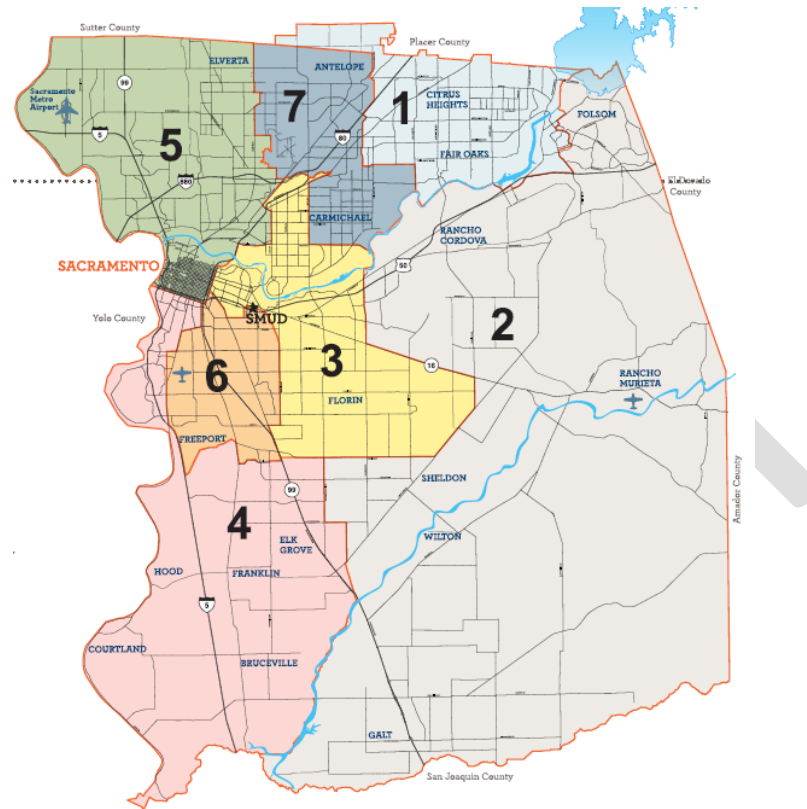 Sutter County
Placer County
ELVERTA
ANTELOPE
99
Sacramento
Metro
Airport
7
1
CITRUS
HEIGHTS
FOLSOM
5
5
80
FAIR OAKS
880
El Dorado
County
CARMICHAEL
RANCHO
CORDOVA
SACRAMENTO
50
Yolo County
SMUD
2
3
16
6
RANCHO
MURIETA
FLORIN
FREEPORT
SHELDON
99
Amador County
4
WILTON
ELK
GROVE
HOOD
FRANKLIN
5
COURTLAND
BRUCEVILLE
GALT
San Joaquin County